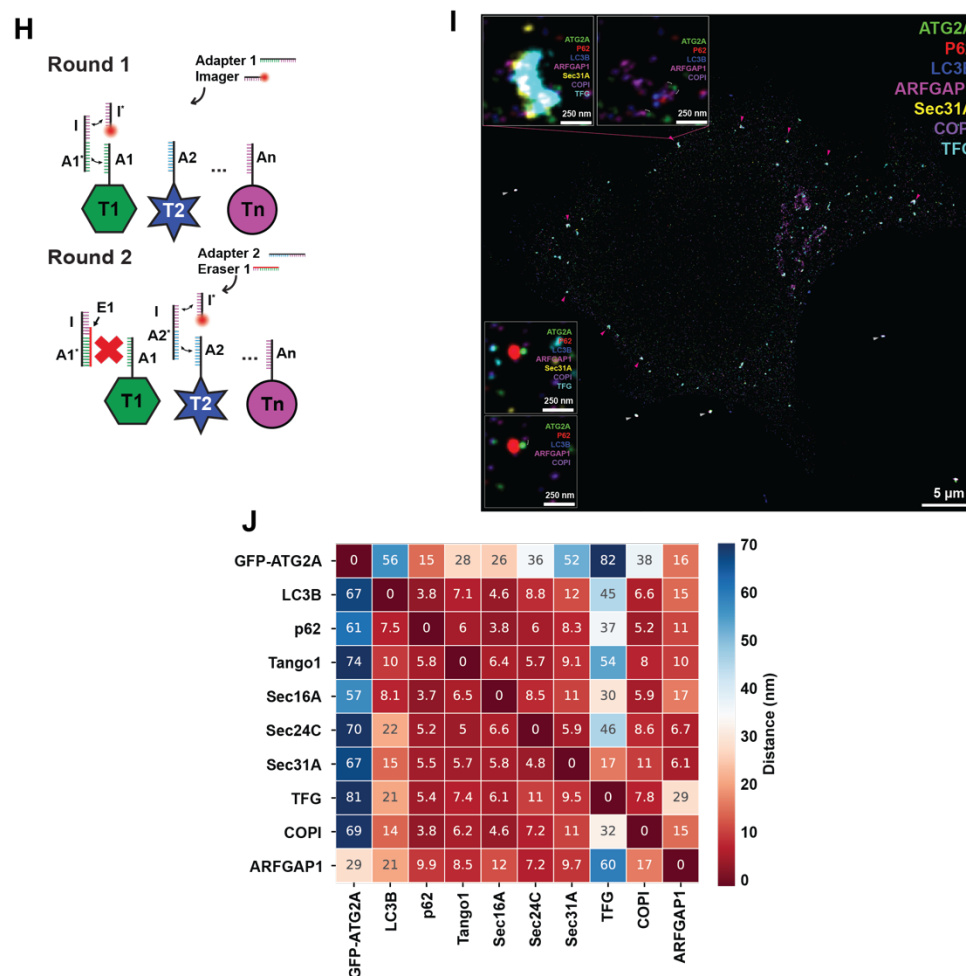 H
Round 1
Adapter 1
Imager
I I*
A1* A1 A2 ... An
T1 T2 Tn
Round 2
Adapter 2
Eraser 1
I E1 I I*
A1* A1 A2* A2 ... An
T1 T2 Tn
I
ATG2A
P62
LC3B
ARFGAP1
Sec31A
COPI
TFG
250 nm
ATG2A
P62
LC3B
ARFGAP1
COPI
250 nm
ATG2A
LC3B
Sec31A
TFG
ATG2A
P62
LC3B
ARFGAP1
Sec31A
COPI
TFG
250 nm
ATG2A
P62
LC3B
ARFGAP1
COPI
250 nm
5 µm
J
GFP-ATG2A 0 56 15 28 26 36 52 82 38 16
LC3B 67 0 3.8 7.1 4.6 8.8 12 45 6.6 15
p62 61 7.5 0 6 3.8 6 8.3 37 5.2 11
Tango1 74 10 5.8 0 6.4 5.7 9.1 54 8 10
Sec16A 57 8.1 3.7 6.5 0 8.5 11 30 5.9 17
Sec24C 70 22 5.2 5 6.6 0 5.9 46 8.6 6.7
Sec31A 67 15 5.5 5.7 5.8 4.8 0 17 11 6.1
TFG 81 21 5.4 7.4 6.1 11 9.5 0 7.8 29
COPI 69 14 3.8 6.2 4.6 7.2 11 32 0 15
ARFGAP1 29 21 9.9 8.5 12 7.2 9.7 60 17 0
GFP-ATG2A LC3B p62 Tango1 Sec16A Sec24C Sec31A TFG COPI ARFGAP1
70
60
50
40
30
20
10
0
Distance (nm)